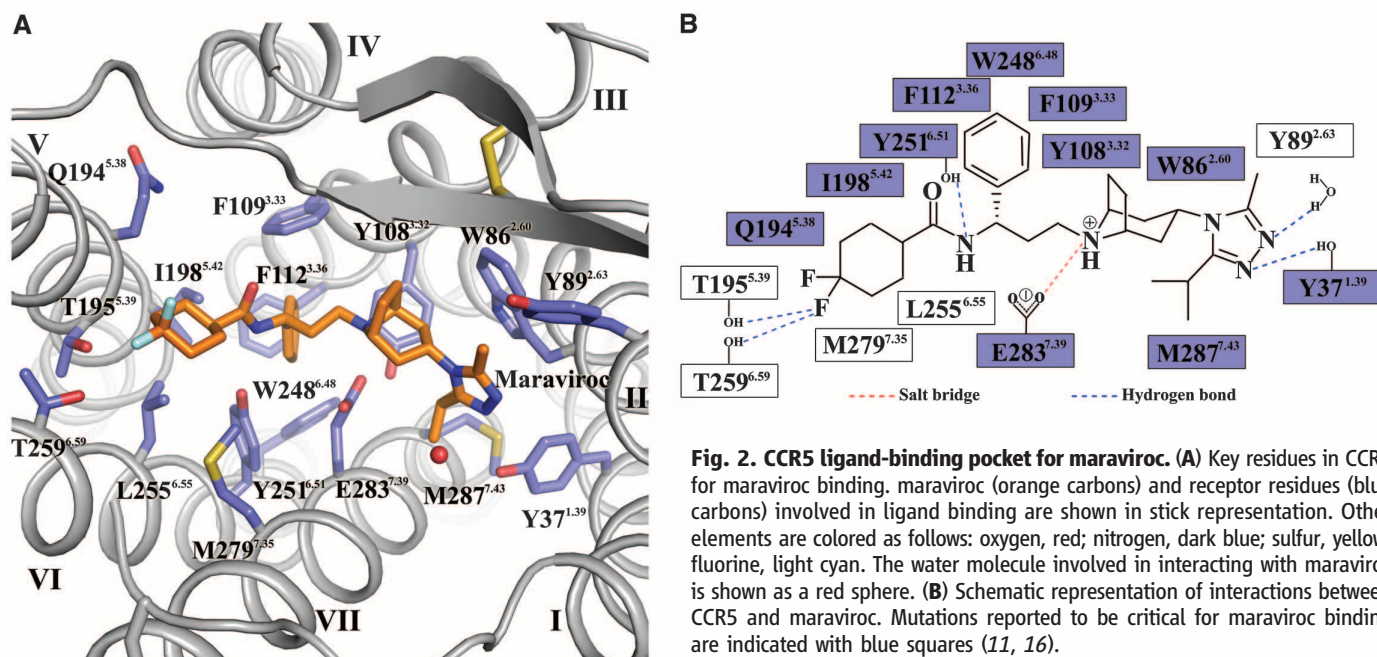 A
IV
III
V
Q194^5.38
F109^3.33
Y108^3.32
W86^2.60
I198^5.42
F112^3.36
Y89^2.63
T195^5.39
Maraviroc
W248^6.48
II
T259^6.59
L255^6.55
Y251^6.51
E283^7.39
M287^7.43
Y37^1.39
M279^7.35
VI
VII
I
B
W248^6.48
F112^3.36
F109^3.33
Y251^6.51
Y108^3.32
Y89^2.63
OH
I198^5.42
W86^2.60
H
O
H
O
Q194^5.38
N
H
⊕
N
H
N
N
N
HO
T195^5.39
F
F
Y37^1.39
OH
L255^6.55
O
⊖
O
OH
M279^7.35
E283^7.39
M287^7.43
T259^6.59
Salt bridge
Hydrogen bond
Fig. 2. CCR5 ligand-binding pocket for maraviroc. (A) Key residues in CCR
for maraviroc binding. maraviroc (orange carbons) and receptor residues (blu
carbons) involved in ligand binding are shown in stick representation. Othe
elements are colored as follows: oxygen, red; nitrogen, dark blue; sulfur, yellow
fluorine, light cyan. The water molecule involved in interacting with maraviro
is shown as a red sphere. (B) Schematic representation of interactions betwee
CCR5 and maraviroc. Mutations reported to be critical for maraviroc bindin
are indicated with blue squares (11, 16).